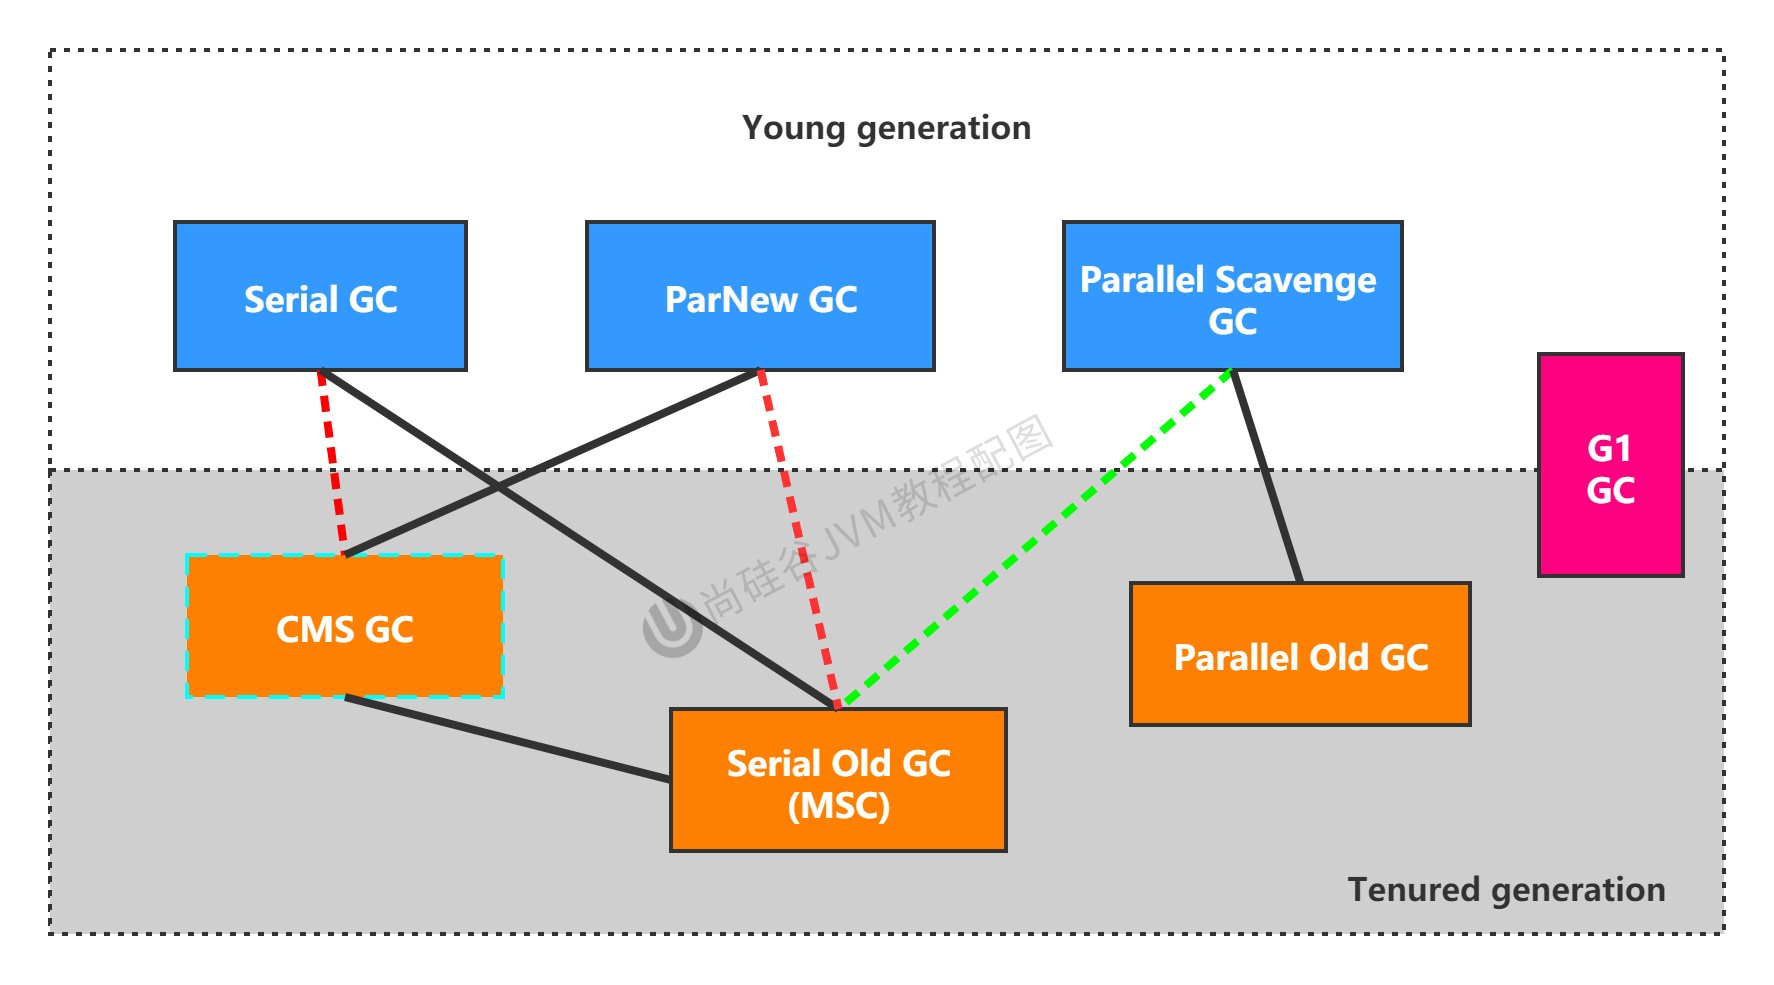 Young generation
Serial GC
ParNew GC
Parallel Scavenge
GC
G1
GC
尚硅谷JVM教程配图
CMS GC
Parallel Old GC
Serial Old GC
(MSC)
Tenured generation